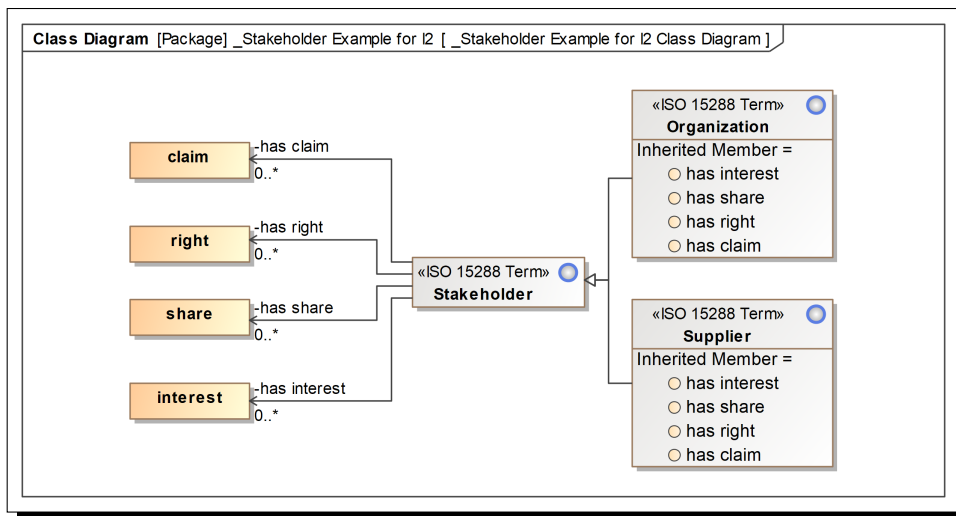 Class Diagram [Package] _Stakeholder Example for I2 [ _Stakeholder Example for I2 Class Diagram ]
claim
-has claim
0..*
right
-has right
0..*
share
-has share
0..*
interest
-has interest
0..*
«ISO 15288 Term»
Stakeholder
«ISO 15288 Term»
Organization
Inherited Member =
has interest
has share
has right
has claim
«ISO 15288 Term»
Supplier
Inherited Member =
has interest
has share
has right
has claim